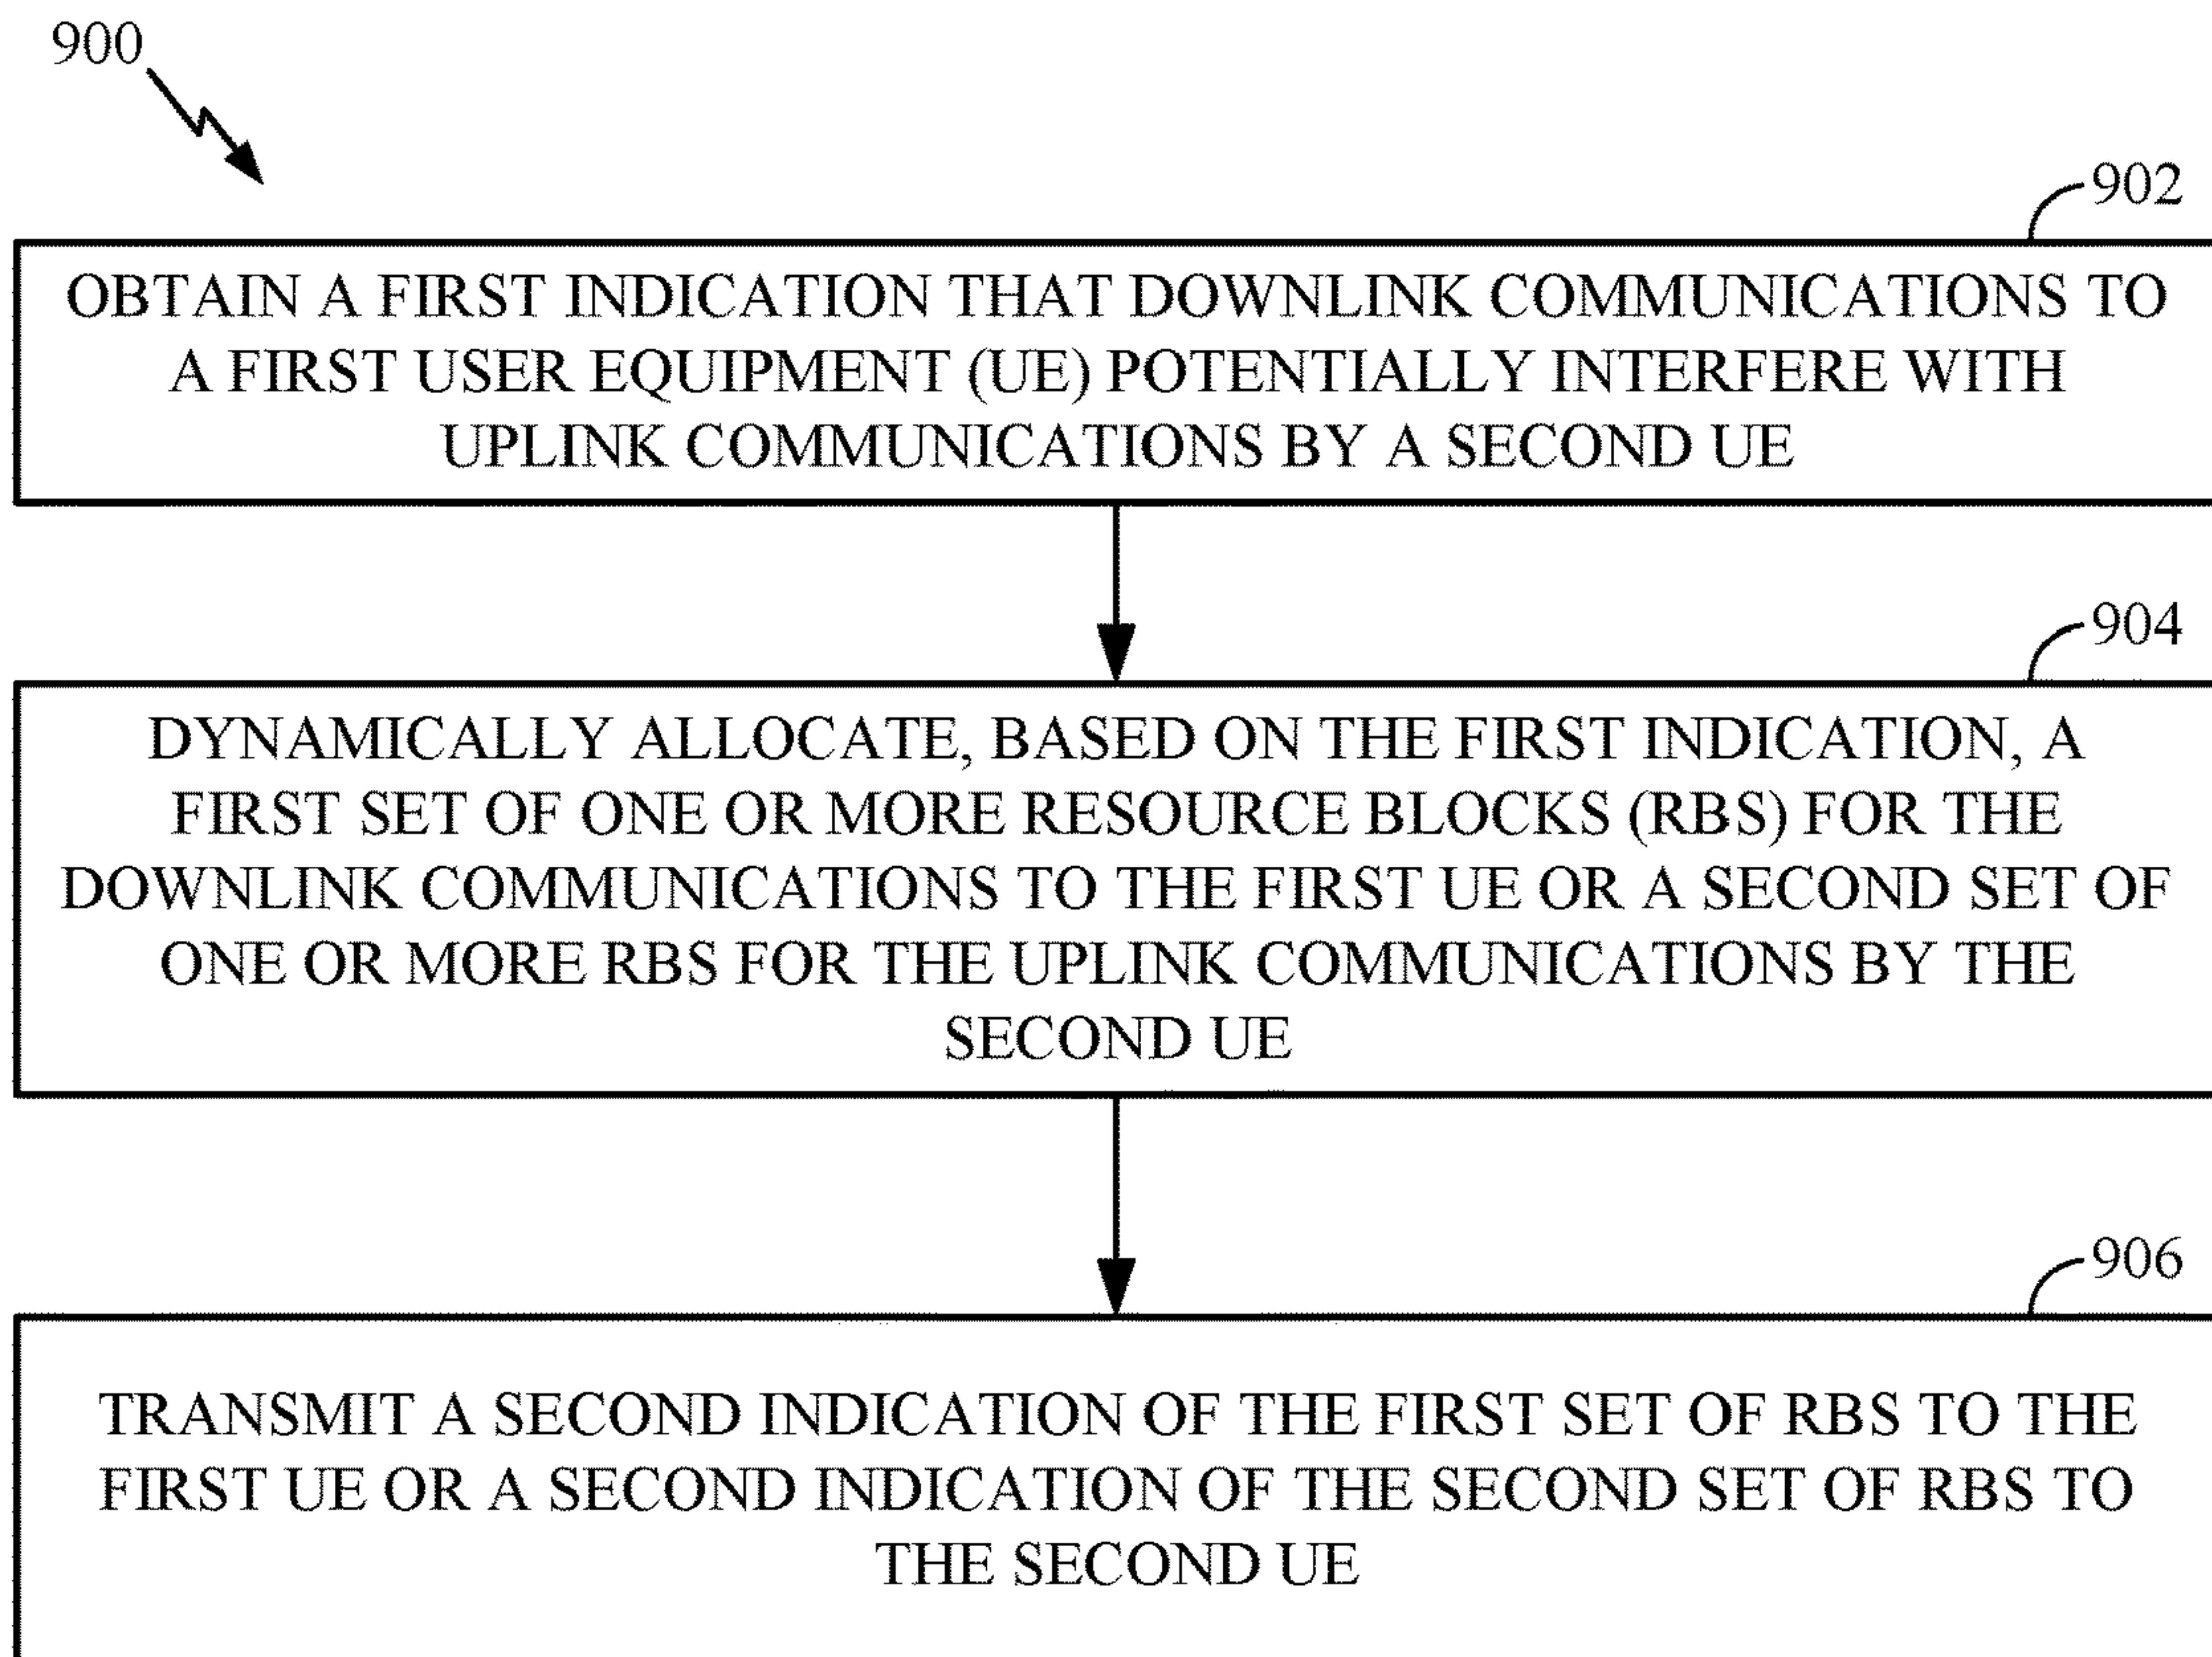 900
902
OBTAIN A FIRST INDICATION THAT DOWNLINK COMMUNICATIONS TO
A FIRST USER EQUIPMENT (UE) POTENTIALLY INTERFERE WITH
UPLINK COMMUNICATIONS BY A SECOND UE
904
DYNAMICALLY ALLOCATE, BASED ON THE FIRST INDICATION, A
FIRST SET OF ONE OR MORE RESOURCE BLOCKS (RBS) FOR THE
DOWNLINK COMMUNICATIONS TO THE FIRST UE OR A SECOND SET OF
ONE OR MORE RBS FOR THE UPLINK COMMUNICATIONS BY THE
SECOND UE
906
TRANSMIT A SECOND INDICATION OF THE FIRST SET OF RBS TO THE
FIRST UE OR A SECOND INDICATION OF THE SECOND SET OF RBS TO
THE SECOND UE